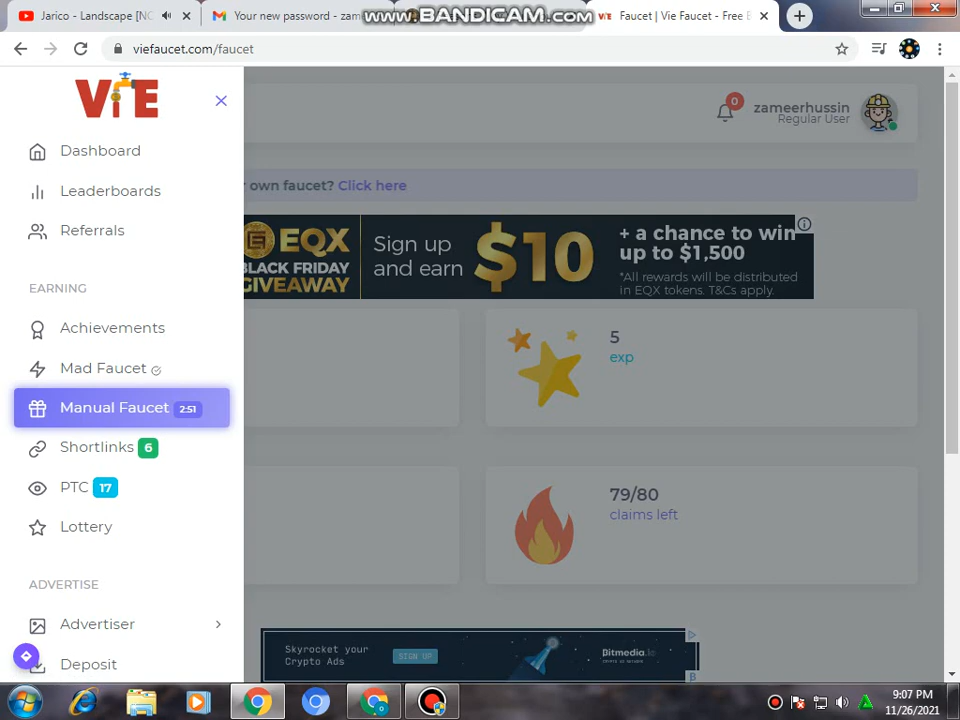 Jarico - Landscape [NC
Your new password - zam
WWW.BANDICAM.COM
Faucet | Vie Faucet - Free B
viefaucet.com/faucet
ViE
0
zameerhussin
Regular User
Dashboard
Leaderboards
Referrals
own faucet? Click here
EQX
BLACK FRIDAY
GIVEAWAY
Sign up
and earn
$10
+ a chance to win
up to $1,500
*All rewards will be distributed
in EQX tokens. T&Cs apply.
EARNING
Achievements
Mad Faucet
Manual Faucet 2:51
Shortlinks 6
PTC 17
Lottery
5
exp
79/80
claims left
ADVERTISE
Advertiser
Deposit
Skyrocket your
Crypto Ads
SIGN UP
Bitmedia.io
9:07 PM
11/26/2021